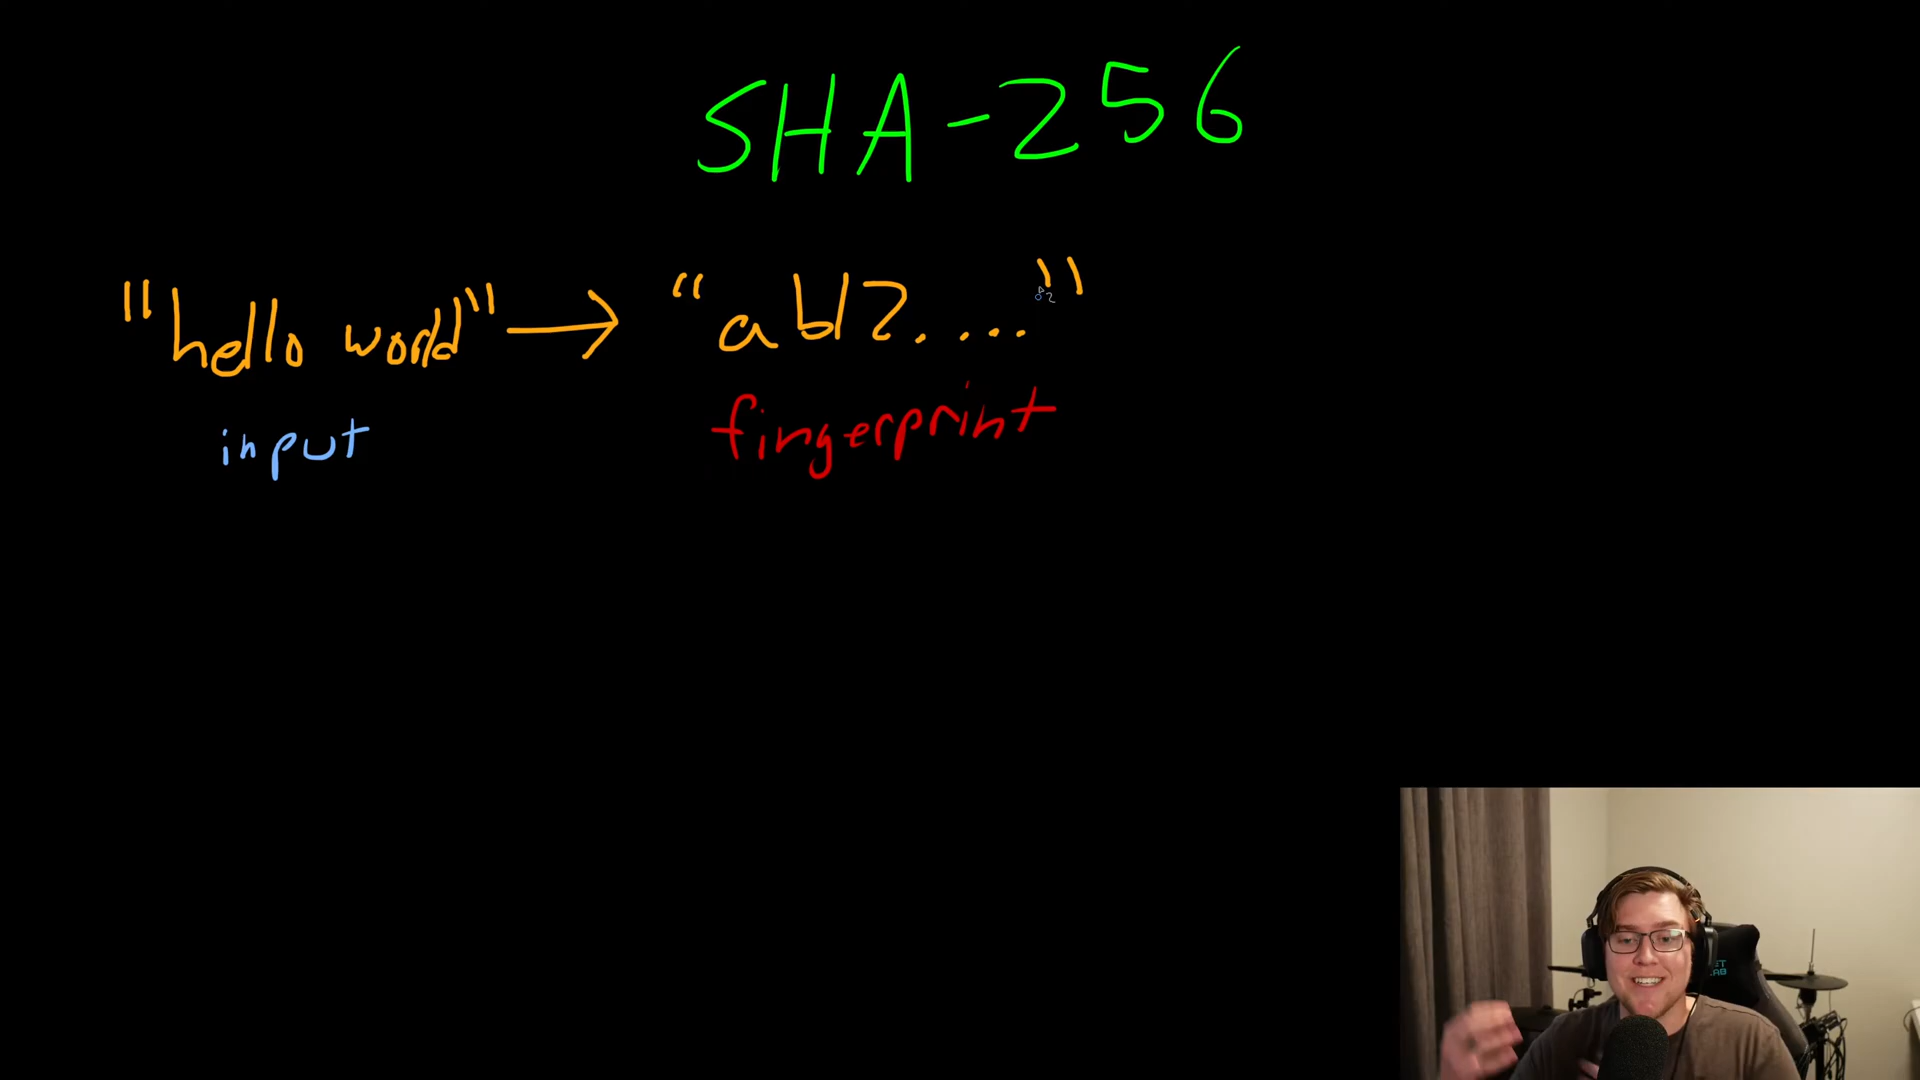 SHA-256
"hello world" → "ab12...."
input
fingerprint